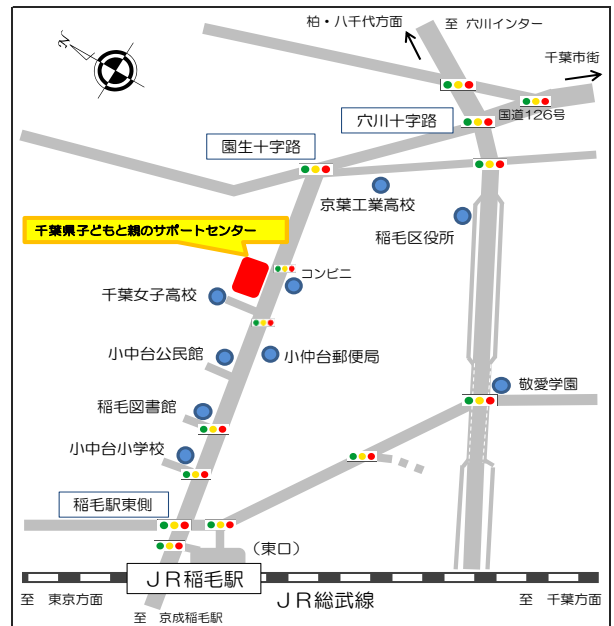 柏・八千代方面
至 穴川インター
千葉市街
N
国道126号
穴川十字路
園生十字路
京葉工業高校
稲毛区役所
千葉県子どもと親のサポートセンター
コンビニ
千葉女子高校
小中台公民館
小仲台郵便局
敬愛学園
稲毛図書館
小中台小学校
稲毛駅東側
(東口)
JR稲毛駅
至 東京方面
JR総武線
至 千葉方面
至 京成稲毛駅